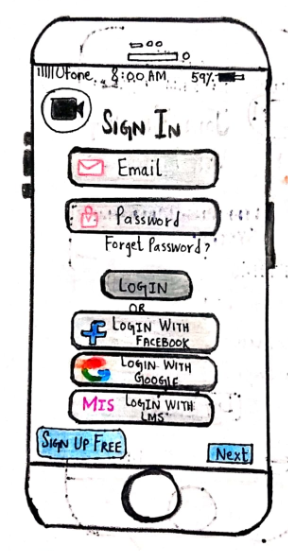 Ufone 8:00 AM 59%
SIGN IN
Email
Password
Forget Password?
LOGIN
OR
LOGIN WITH
FACEBOOK
LOGIN WITH
GOOGLE
MIS LOGIN WITH
LMS
SIGN UP FREE
Next